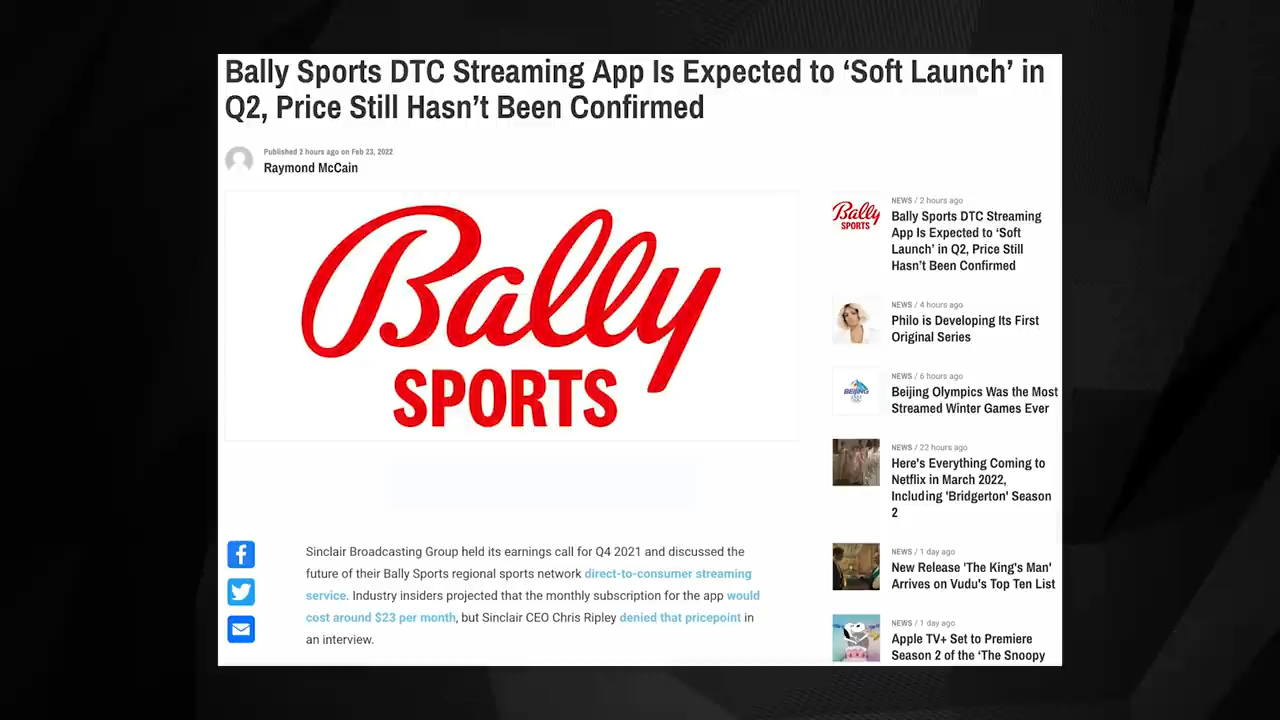 Bally Sports DTC Streaming App Is Expected to ‘Soft Launch’ in
Q2, Price Still Hasn’t Been Confirmed
Published 2 hours ago on Feb 23, 2022
Raymond McCain
Bally
SPORTS
Sinclair Broadcasting Group held its earnings call for Q4 2021 and discussed the
future of their Bally Sports regional sports network direct-to-consumer streaming
service. Industry insiders projected that the monthly subscription for the app would
cost around $23 per month, but Sinclair CEO Chris Ripley denied that pricepoint in
an interview.
Bally
SPORTS
NEWS / 2 hours ago
Bally Sports DTC Streaming
App Is Expected to ‘Soft
Launch’ in Q2, Price Still
Hasn’t Been Confirmed
NEWS / 4 hours ago
Philo is Developing Its First
Original Series
BEIJING
NEWS / 6 hours ago
Beijing Olympics Was the Most
Streamed Winter Games Ever
NEWS / 22 hours ago
Here's Everything Coming to
Netflix in March 2022,
Including 'Bridgerton' Season
2
NEWS / 1 day ago
New Release 'The King's Man'
Arrives on Vudu's Top Ten List
NEWS / 1 day ago
Apple TV+ Set to Premiere
Season 2 of the ‘The Snoopy